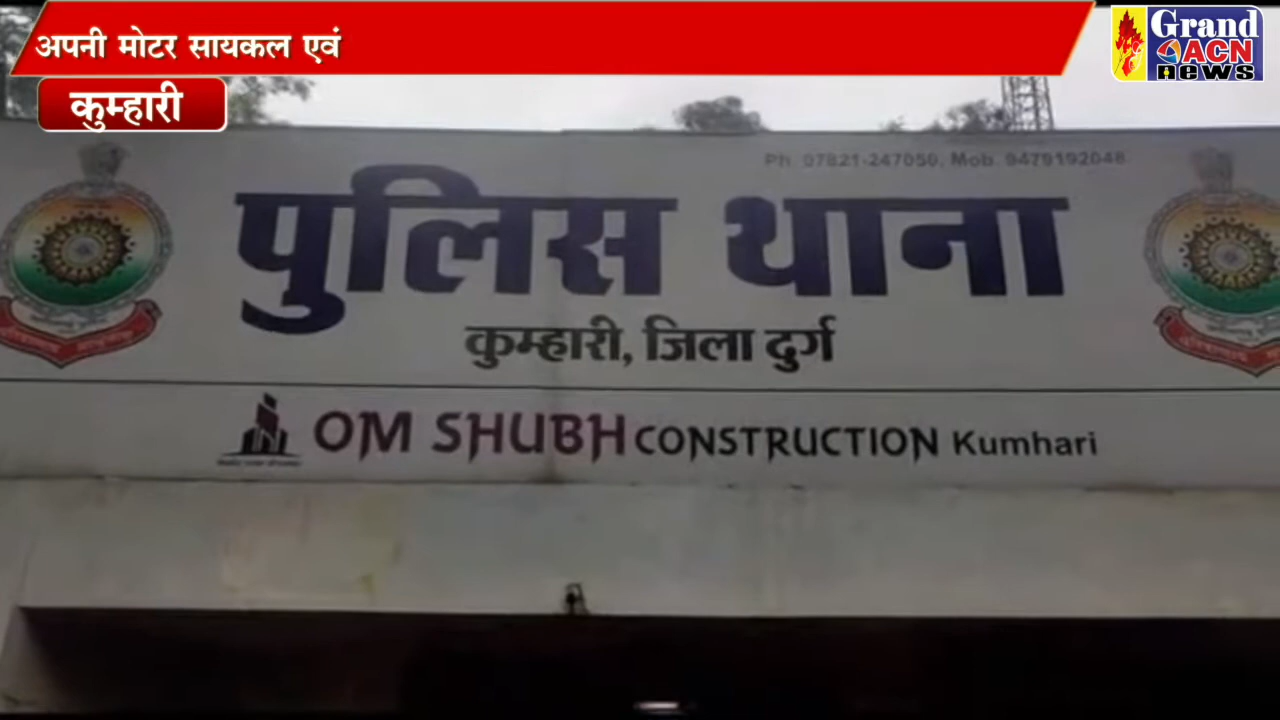 अपनी मोटर सायकल एवं
Grand
ACN
news
कुम्हारी
Ph. 07821-247050, Mob. 9479192048
पुलिस थाना
कुम्हारी, जिला दुर्ग
OM SHUBH CONSTRUCTION Kumhari